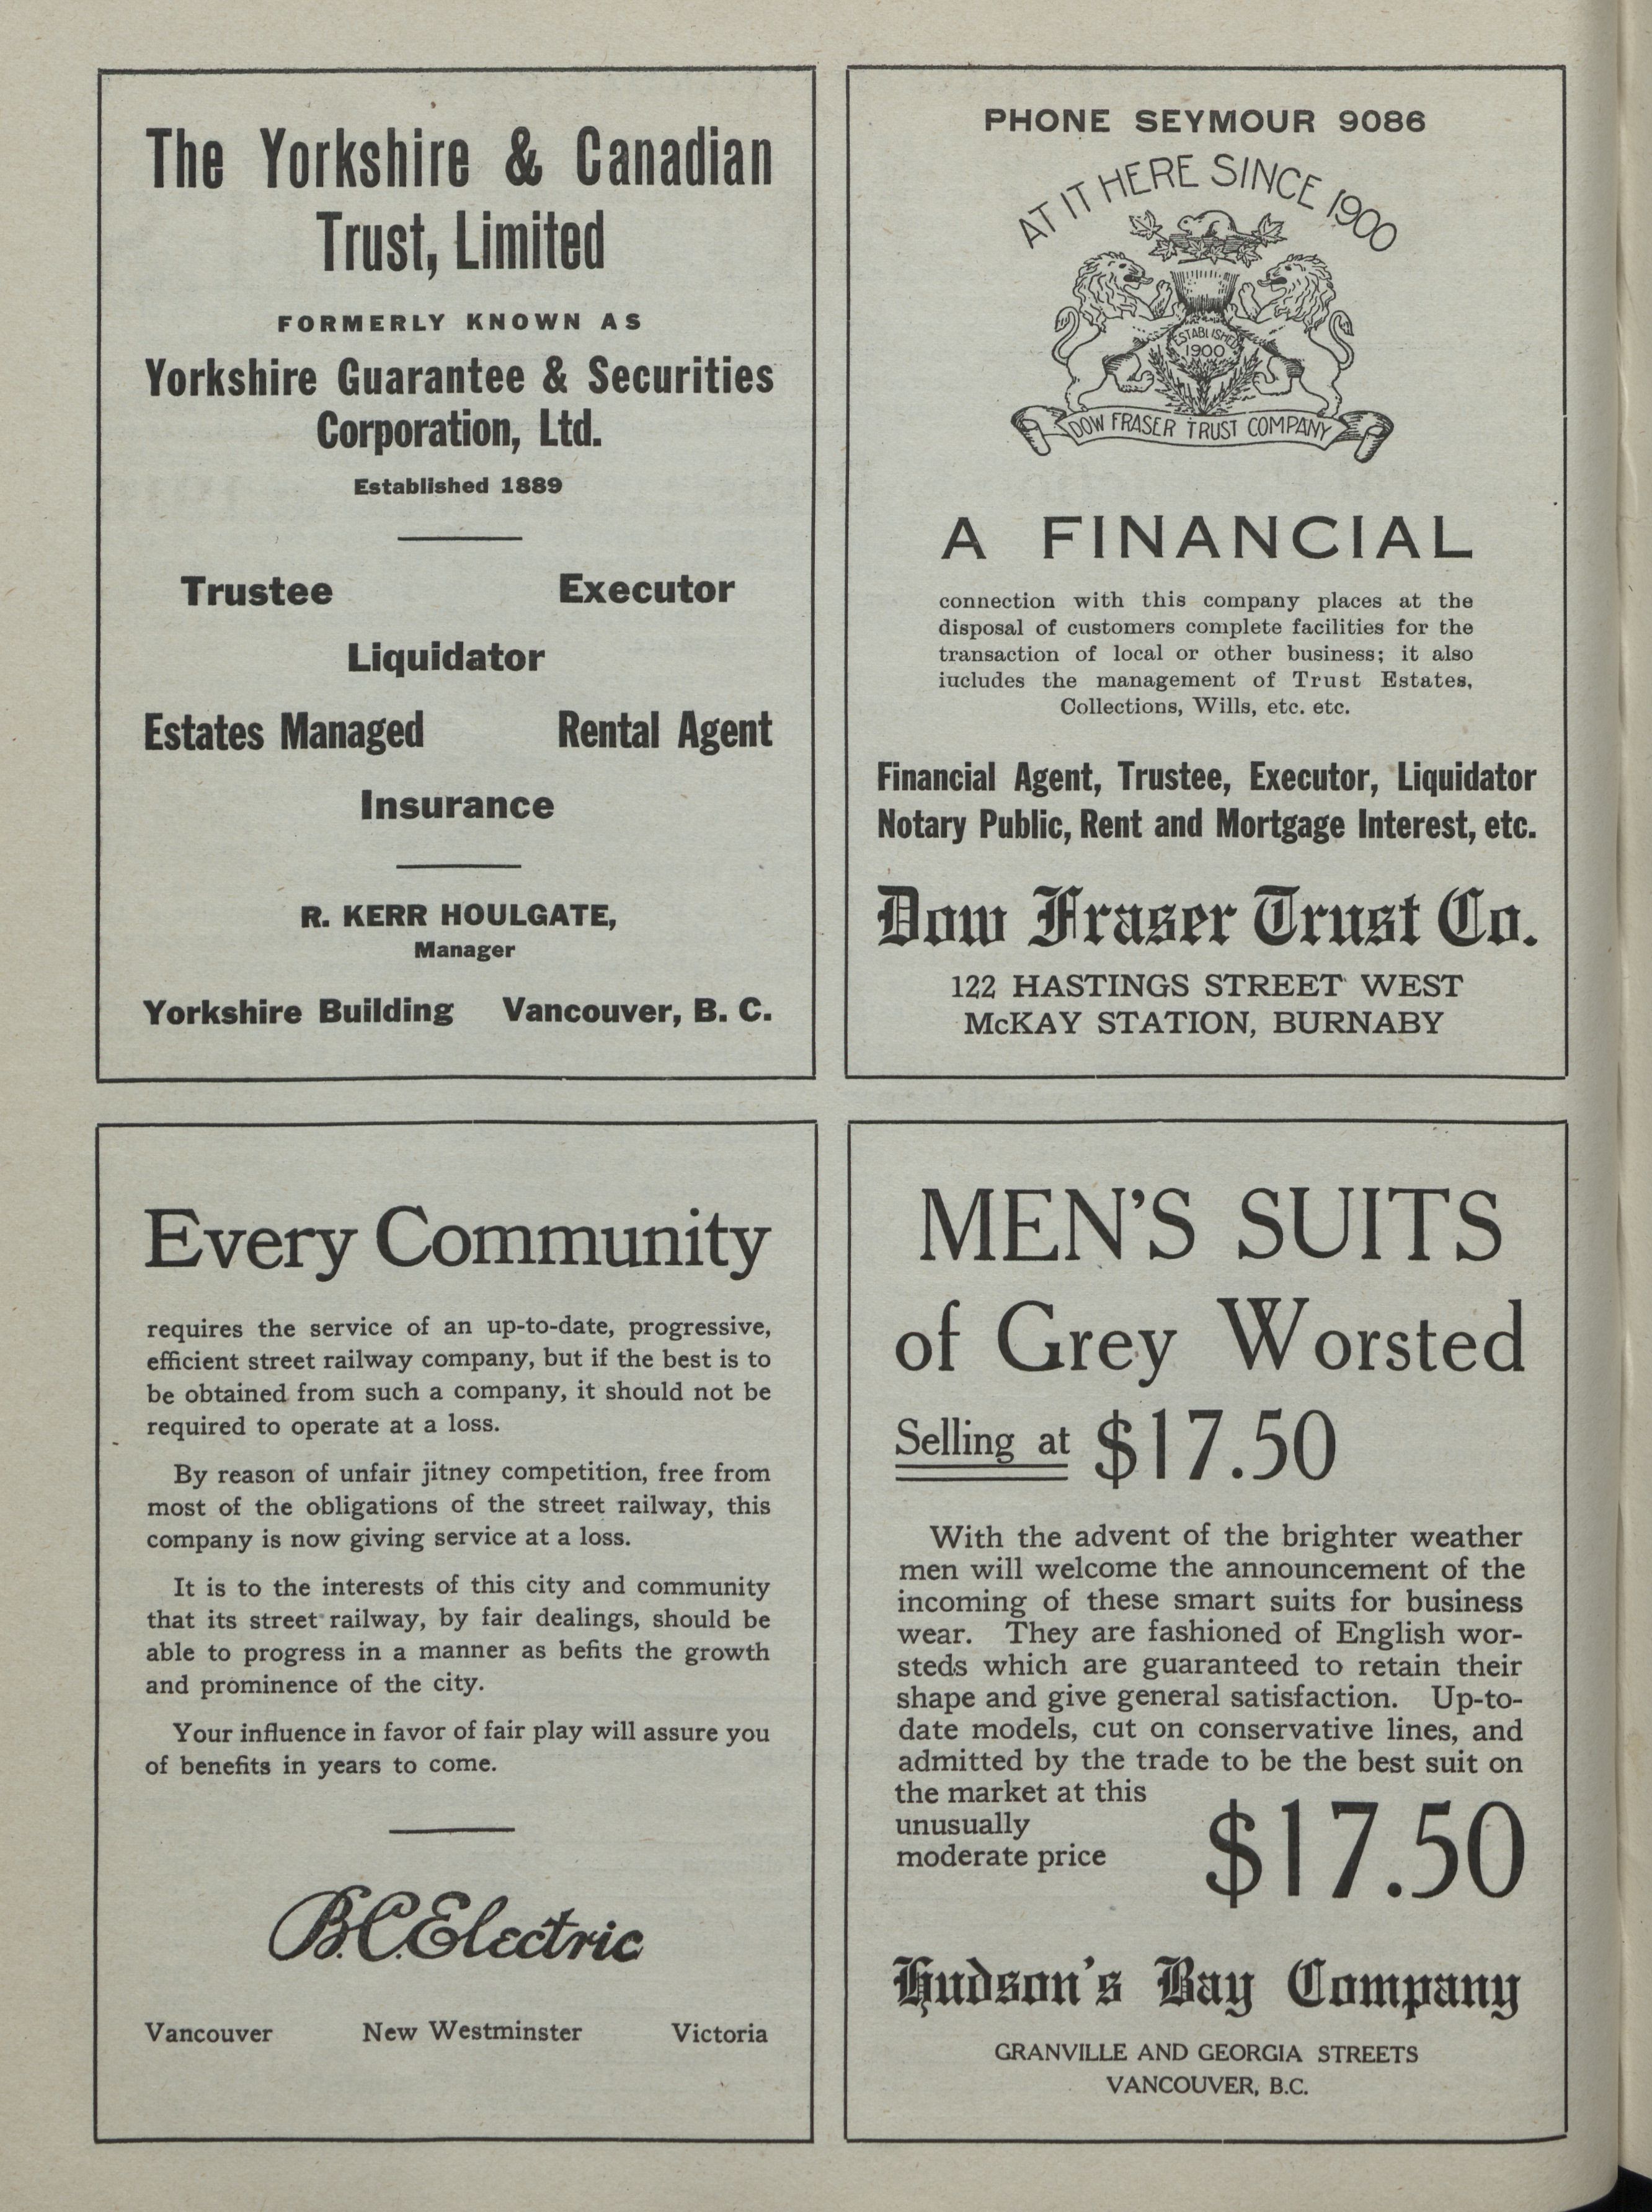 The Yorkshire & Canadian
Trust, Limited
FORMERLY KNOWN AS
Yorkshire Guarantee & Securities
Corporation, Ltd.
Established 1889
Trustee Executor
Liquidator
Estates Managed Rental Agent
Insurance
R. KERR HOULGATE,
Manager
Yorkshire Building Vancouver, B. C.
PHONE SEYMOUR 9086
AT IT HERE SINCE 1900
ESTABLISHED
1900
DOW FRASER TRUST COMPANY
A FINANCIAL
connection with this company places at the
disposal of customers complete facilities for the
transaction of local or other business; it also
iucludes the management of Trust Estates,
Collections, Wills, etc. etc.
Financial Agent, Trustee, Executor, Liquidator
Notary Public, Rent and Mortgage Interest, etc.
Dow Fraser Trust Co.
122 HASTINGS STREET WEST
McKAY STATION, BURNABY
Every Community
requires the service of an up-to-date, progressive,
efficient street railway company, but if the best is to
be obtained from such a company, it should not be
required to operate at a loss.
By reason of unfair jitney competition, free from
most of the obligations of the street railway, this
company is now giving service at a loss.
It is to the interests of this city and community
that its street railway, by fair dealings, should be
able to progress in a manner as befits the growth
and prominence of the city.
Your influence in favor of fair play will assure you
of benefits in years to come.
B.C. Electric
Vancouver New Westminster Victoria
MEN'S SUITS
of Grey Worsted
Selling at $17.50
With the advent of the brighter weather
men will welcome the announcement of the
incoming of these smart suits for business
wear. They are fashioned of English wor-
steds which are guaranteed to retain their
shape and give general satisfaction. Up-to-
date models, cut on conservative lines, and
admitted by the trade to be the best suit on
the market at this
unusually
moderate price $17.50
Hudson's Bay Company
GRANVILLE AND GEORGIA STREETS
VANCOUVER, B.C.